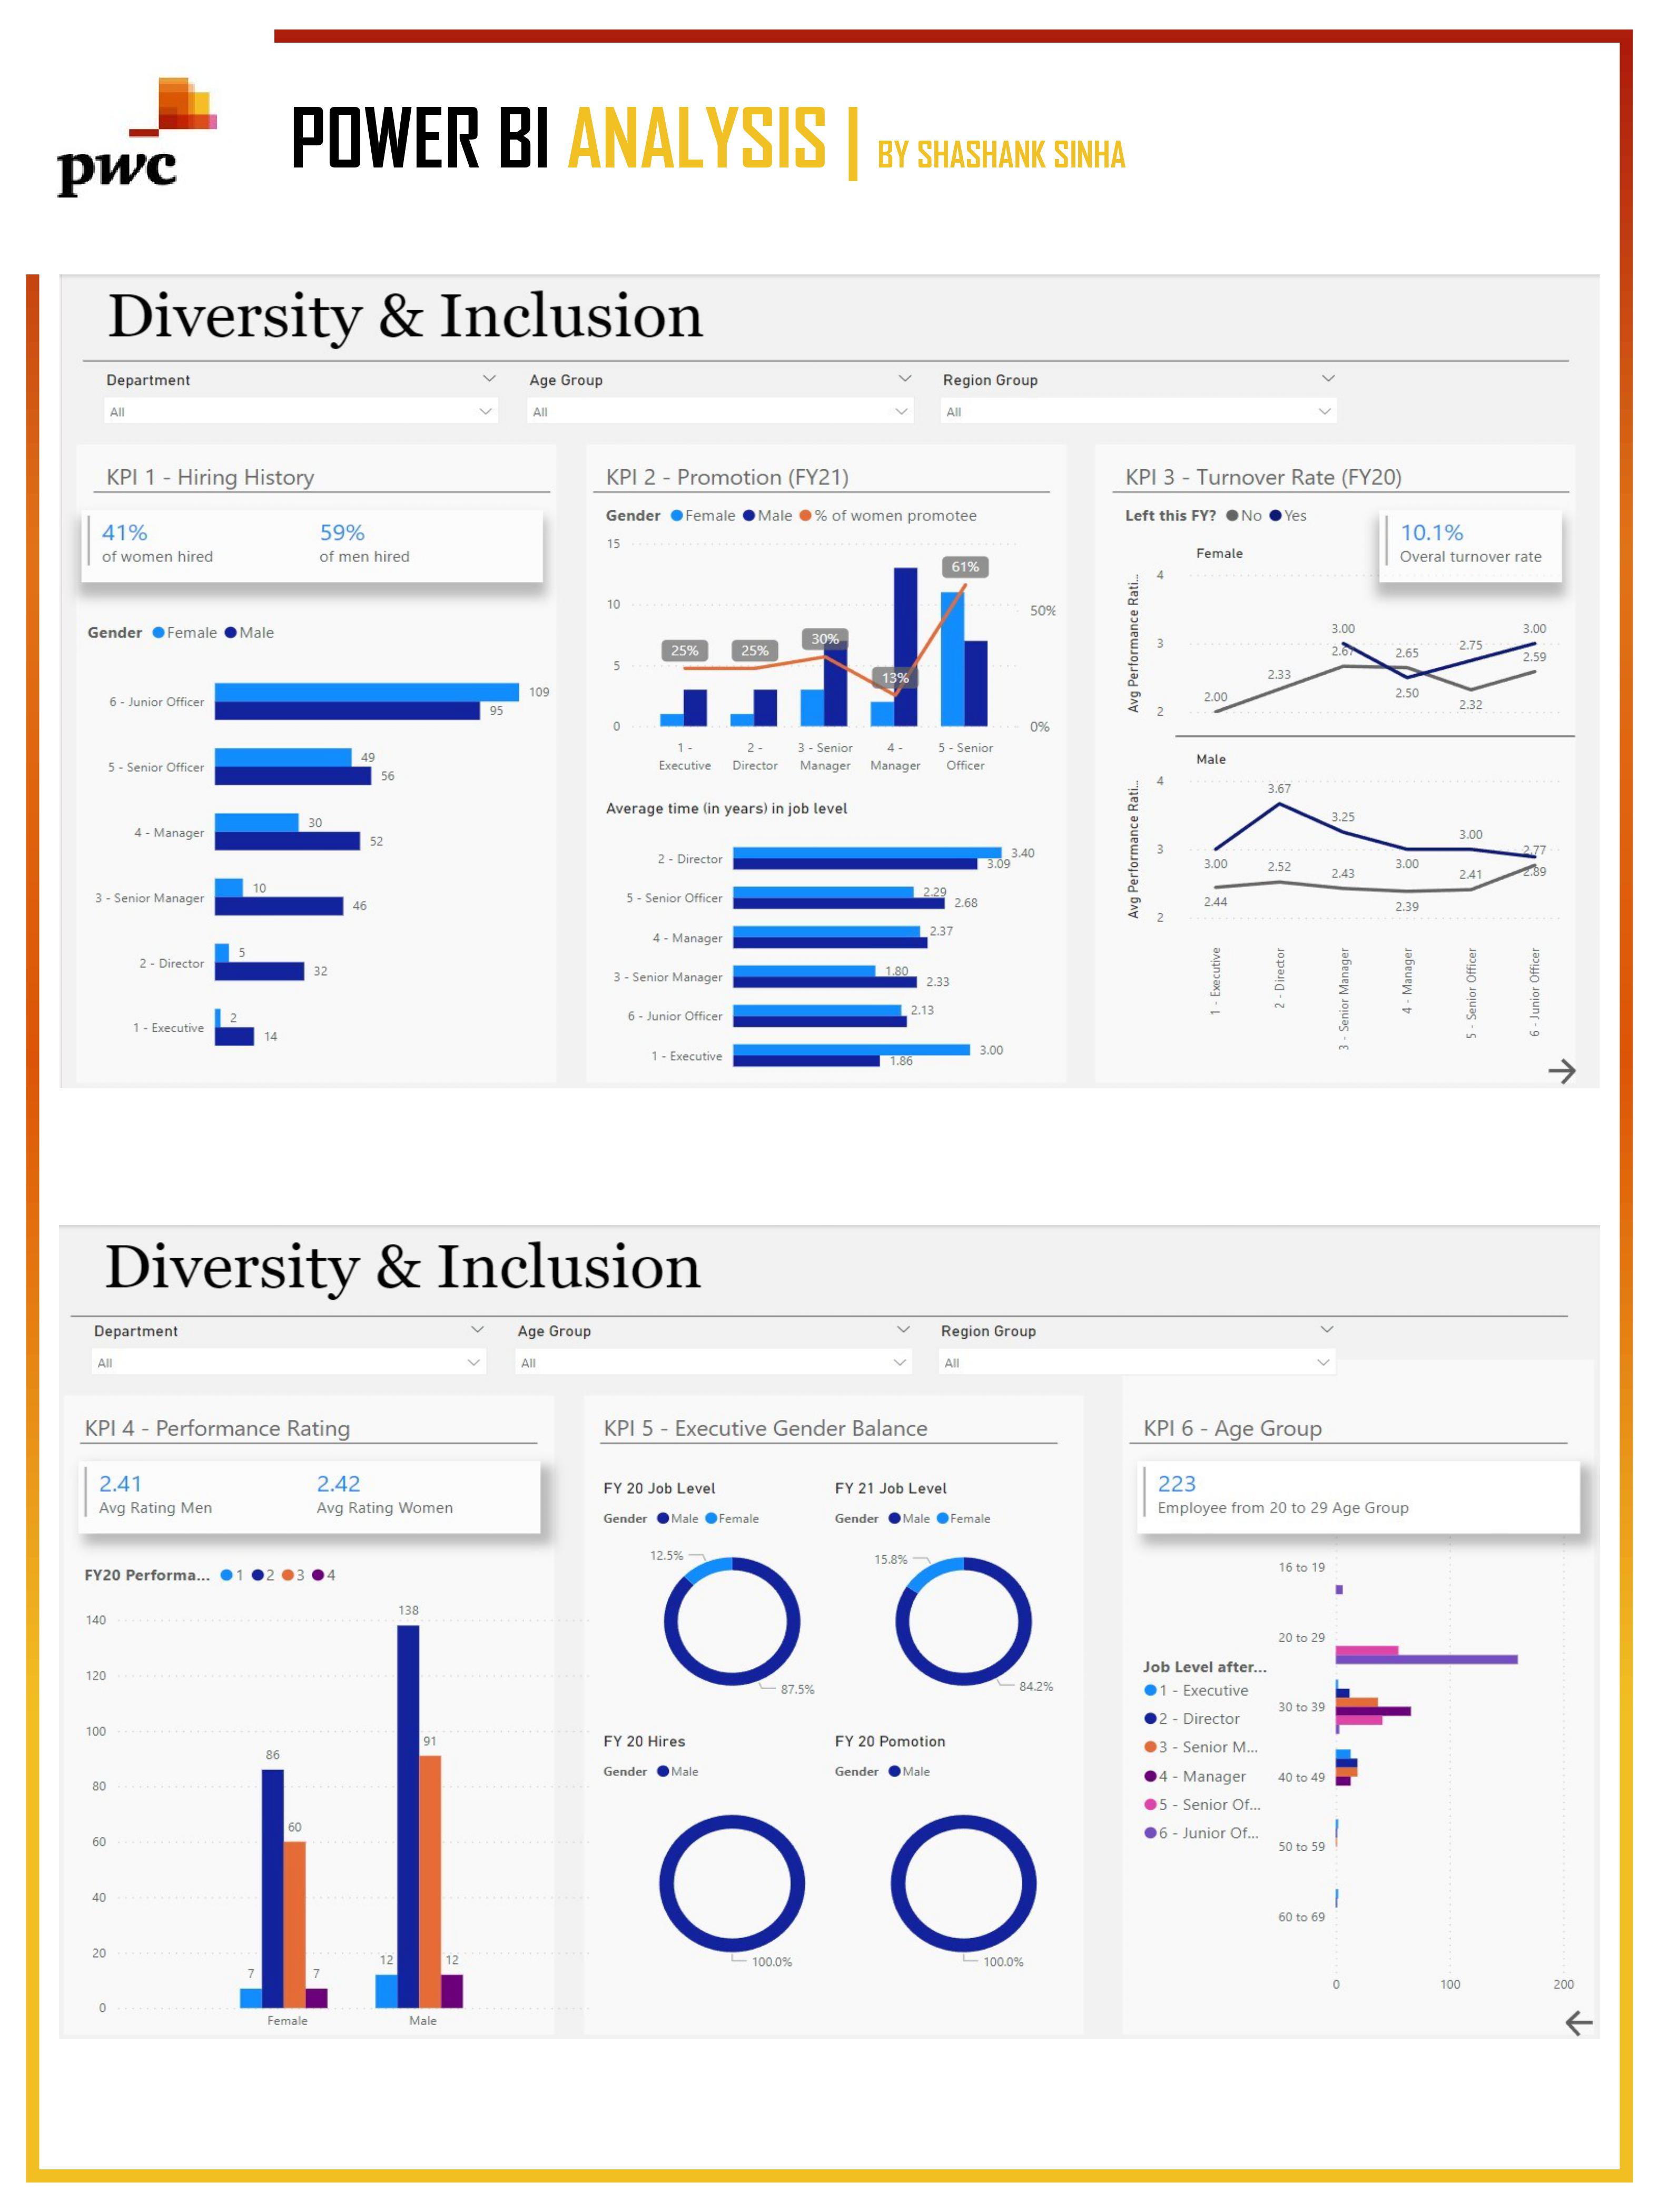 pwc
POWER BI ANALYSIS | BY SHASHANK SINHA
Diversity & Inclusion
Department
All
Age Group
All
Region Group
All
KPI 1 - Hiring History
41%
of women hired
59%
of men hired
Gender Female Male
6 - Junior Officer 109
95
5 - Senior Officer 49
56
4 - Manager 30
52
3 - Senior Manager 10
46
2 - Director 5
32
1 - Executive 2
14
KPI 2 - Promotion (FY21)
Gender Female Male % of women promotee
15
10
5
0
50%
0%
25%
25%
30%
13%
61%
1 - Executive
2 - Director
3 - Senior Manager
4 - Manager
5 - Senior Officer
Average time (in years) in job level
2 - Director 3.40
3.09
5 - Senior Officer 2.29
2.68
4 - Manager 2.37
3 - Senior Manager 1.80
2.33
6 - Junior Officer 2.13
1 - Executive 3.00
1.86
KPI 3 - Turnover Rate (FY20)
Left this FY? No Yes
10.1%
Overal turnover rate
Female
Avg Performance Rati...
4
3
2
2.00
2.33
3.00
2.67
2.65
2.50
2.75
2.32
3.00
2.59
Male
Avg Performance Rati...
4
3
2
3.00
2.44
3.67
2.52
3.25
2.43
3.00
2.39
3.00
2.41
2.77
2.89
1 - Executive
2 - Director
3 - Senior Manager
4 - Manager
5 - Senior Officer
6 - Junior Officer
Diversity & Inclusion
Department
All
Age Group
All
Region Group
All
KPI 4 - Performance Rating
2.41
Avg Rating Men
2.42
Avg Rating Women
FY20 Performa... 1 2 3 4
140
120
100
80
60
40
20
0
7
86
60
7
12
138
91
12
Female
Male
KPI 5 - Executive Gender Balance
FY 20 Job Level
Gender Male Female
12.5%
87.5%
FY 21 Job Level
Gender Male Female
15.8%
84.2%
FY 20 Hires
Gender Male
100.0%
FY 20 Pomotion
Gender Male
100.0%
KPI 6 - Age Group
223
Employee from 20 to 29 Age Group
Job Level after...
1 - Executive
2 - Director
3 - Senior M...
4 - Manager
5 - Senior Of...
6 - Junior Of...
16 to 19
20 to 29
30 to 39
40 to 49
50 to 59
60 to 69
0
100
200